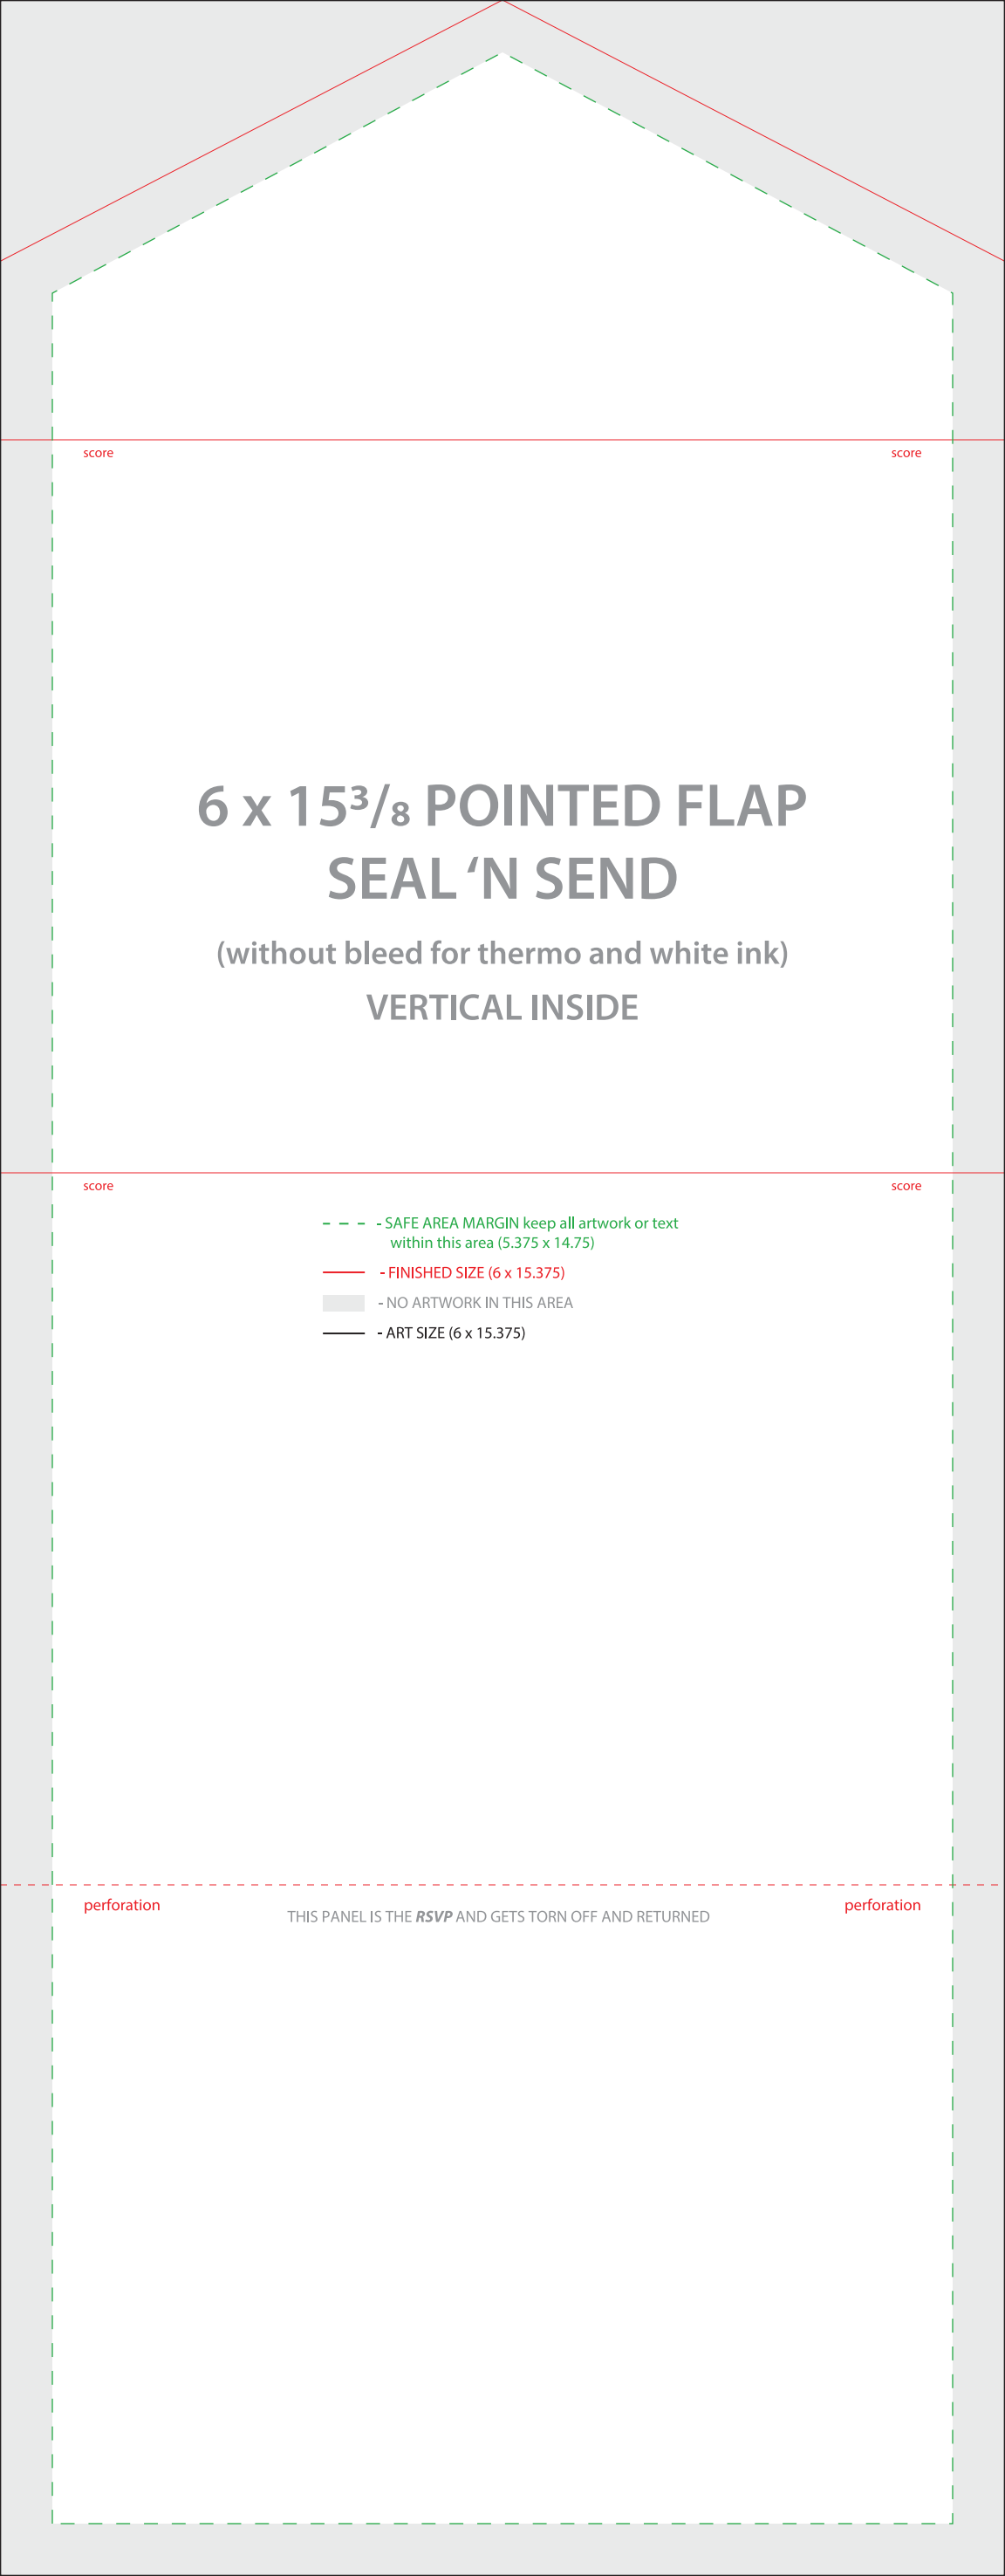 score score
6 x 15³/₈ POINTED FLAP
SEAL ‘N SEND
(without bleed for thermo and white ink)
VERTICAL INSIDE
score score
- SAFE AREA MARGIN keep all artwork or text
within this area (5.375 x 14.75)
- FINISHED SIZE (6 x 15.375)
- NO ARTWORK IN THIS AREA
- ART SIZE (6 x 15.375)
perforation perforation
THIS PANEL IS THE RSVP AND GETS TORN OFF AND RETURNED